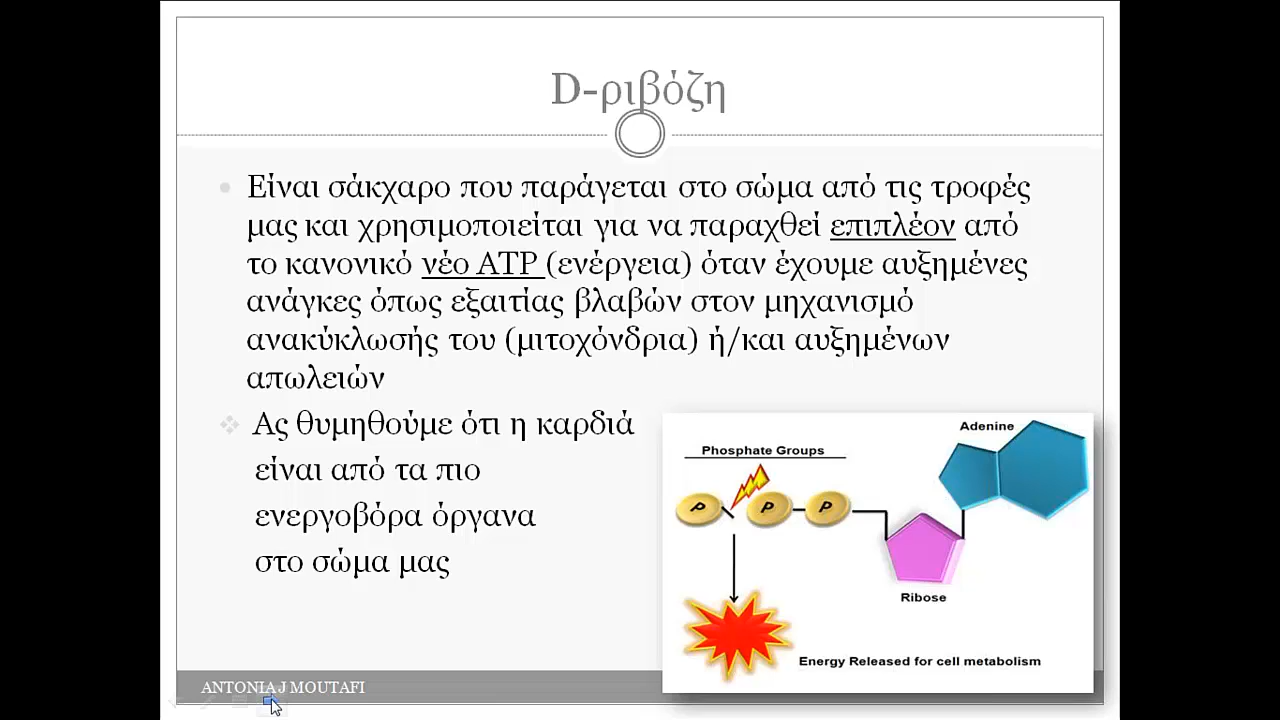 D-ριβόζη
Είναι σάκχαρο που παράγεται στο σώμα από τις τροφές
μας και χρησιμοποιείται για να παραχθεί επιπλέον από
το κανονικό νέο ATP (ενέργεια) όταν έχουμε αυξημένες
ανάγκες όπως εξαιτίας βλαβών στον μηχανισμό
ανακύκλωσής του (μιτοχόνδρια) ή/και αυξημένων
απωλειών
Ας θυμηθούμε ότι η καρδιά
είναι από τα πιο
ενεργοβόρα όργανα
στο σώμα μας
Adenine
Phosphate Groups
P P P
Ribose
Energy Released for cell metabolism
ANTONIA J MOUTAFI